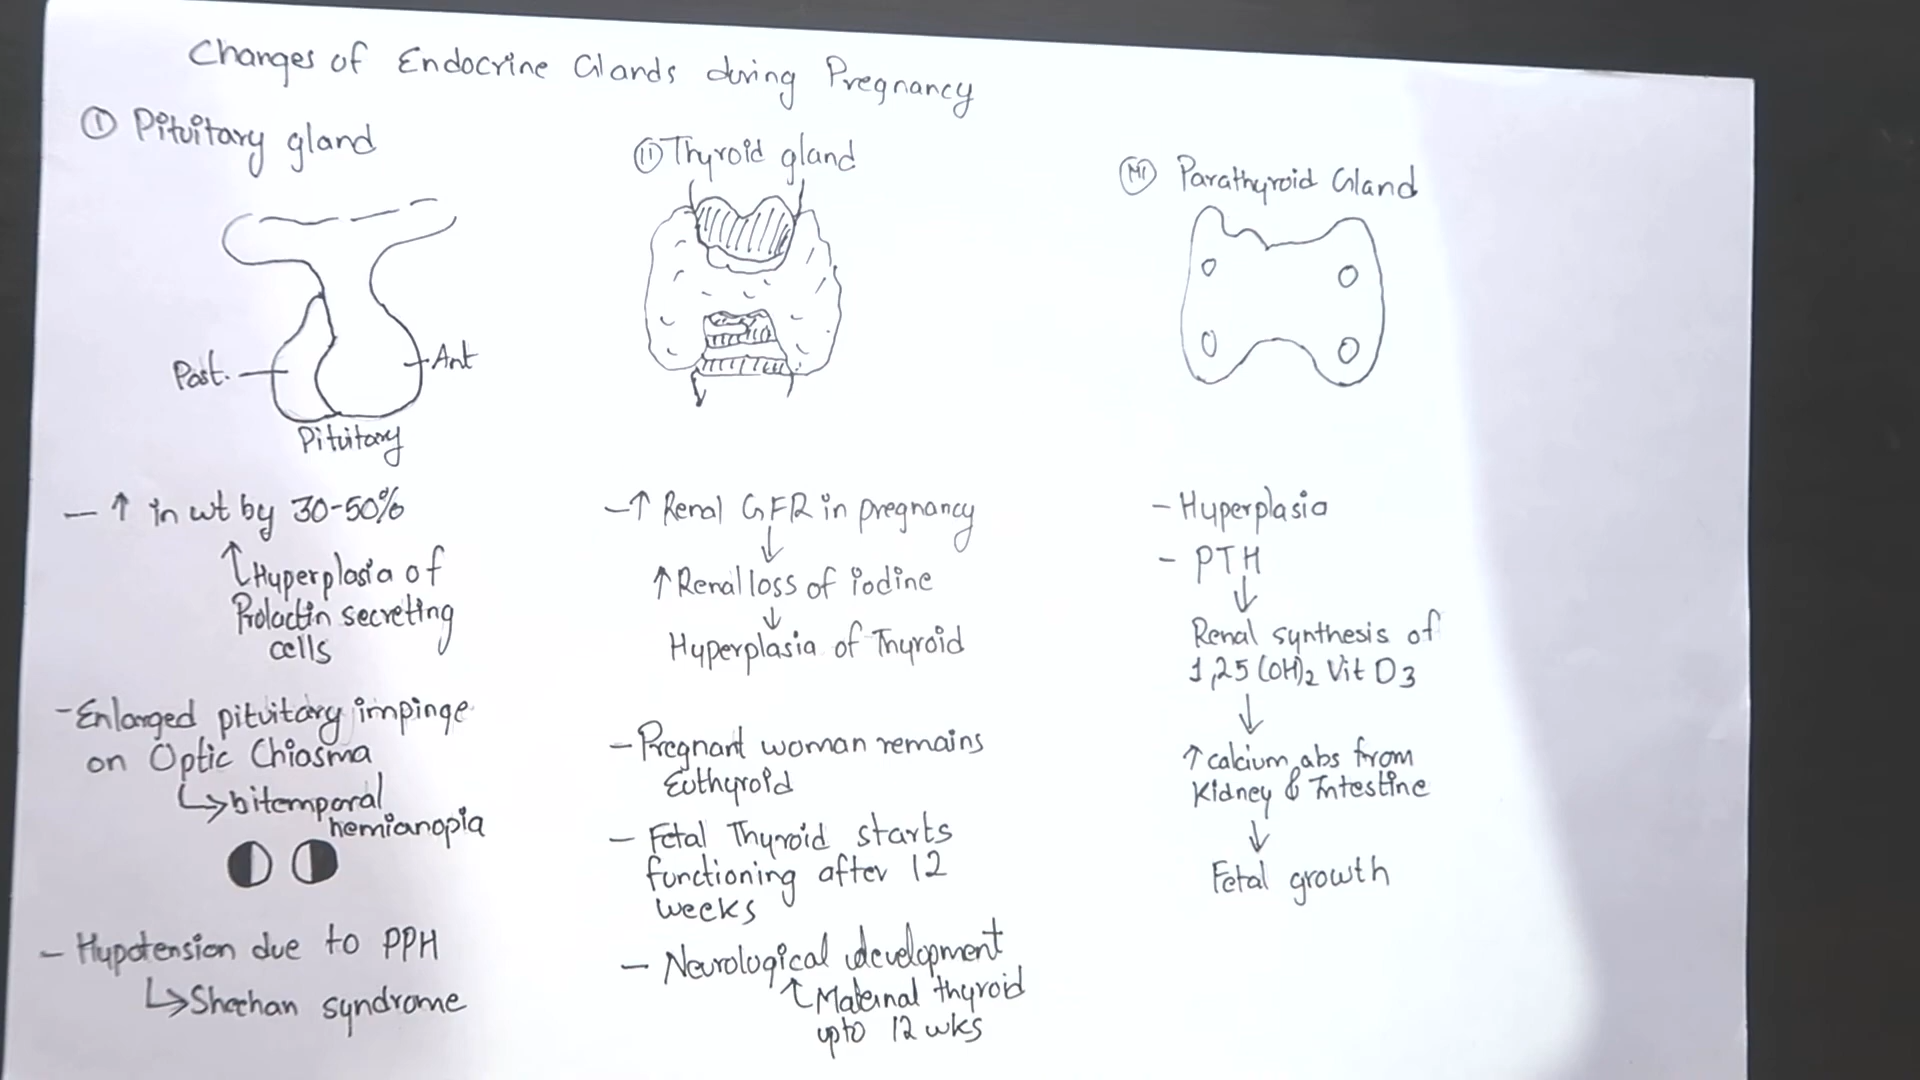 Changes of Endocrine Glands during Pregnancy
① Pituitary gland
Post.
Ant
Pituitary
- ↑ in wt by 30-50%
Hyperplasia of
Prolactin secreting
cells
- Enlarged pituitary impinge
on Optic Chiasma
bitemporal
hemianopia
- Hypotension due to PPH
Sheehan syndrome
(II) Thyroid gland
- ↑ Renal GFR in pregnancy
↓
↑ Renal loss of iodine
↓
Hyperplasia of Thyroid
- Pregnant woman remains
Euthyroid
- Fetal Thyroid starts
functioning after 12
weeks
- Neurological development
Maternal thyroid
upto 12 wks
(III) Parathyroid Gland
- Hyperplasia
- PTH
↓
Renal synthesis of
1,25 (OH)2 Vit D3
↓
↑ calcium abs from
Kidney & Intestine
↓
Fetal growth